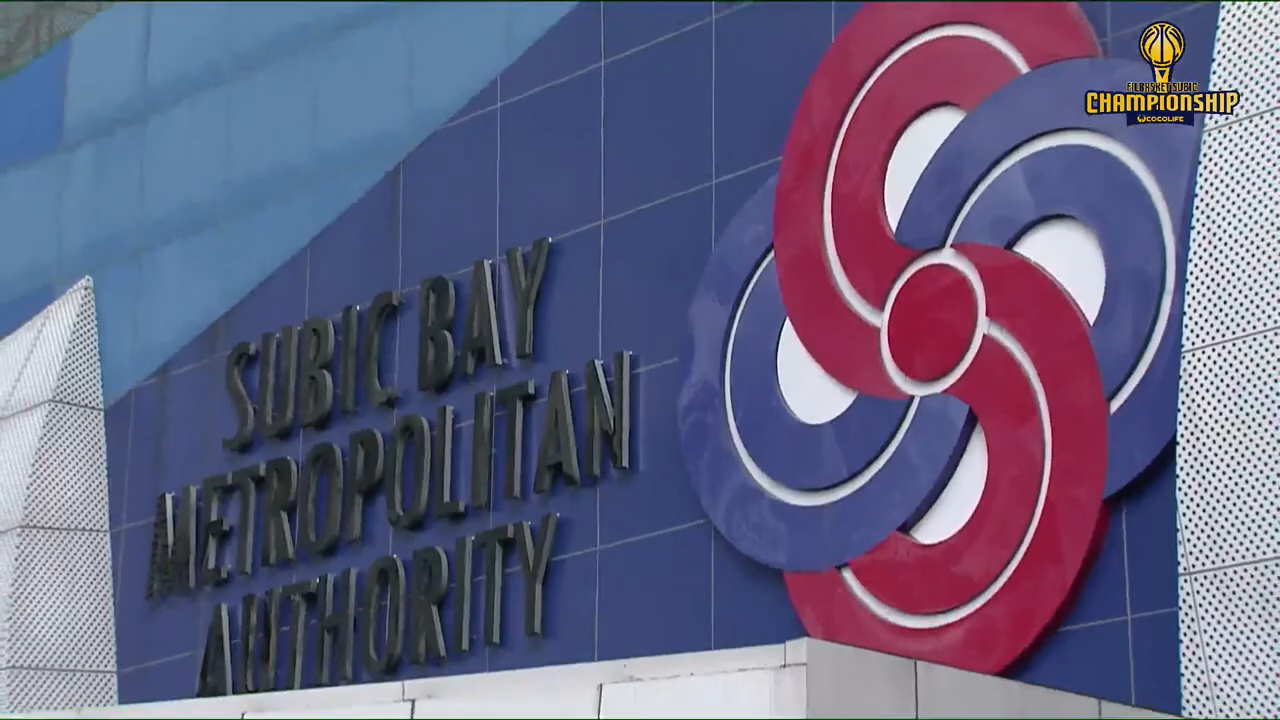 SUBIC BAY
METROPOLITAN
AUTHORITY
FILBASKET SUBIC
CHAMPIONSHIP
COCOLIFE